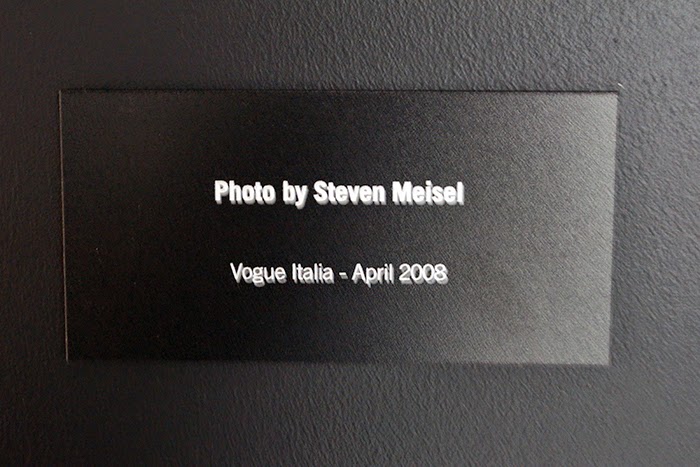 Photo by Steven Meisel
Vogue Italia - April 2008